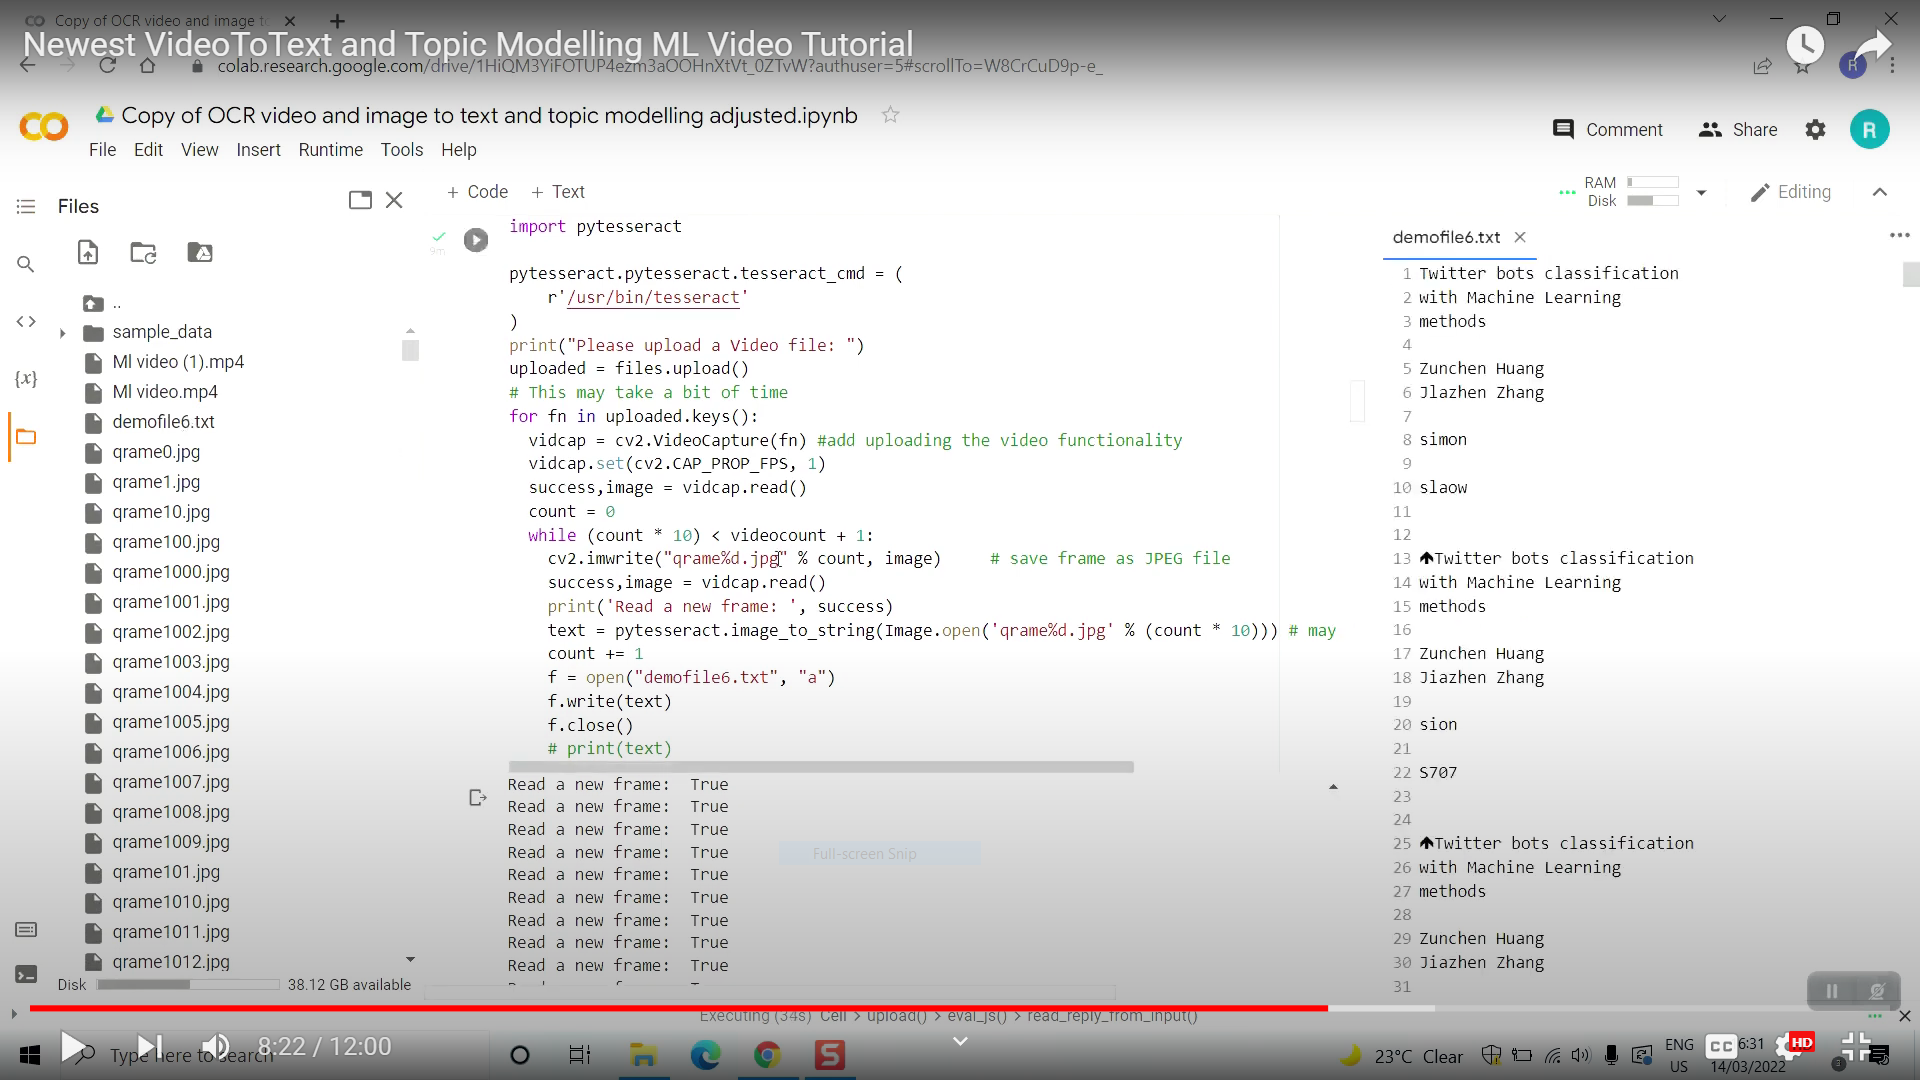 Copy of OCR video and image to
Newest VideoToText and Topic Modelling ML Video Tutorial
colab.research.google.com/drive/1HiQM3YiFOTUP4ezm3aOOHnXtVt_0ZTvW?authuser=5#scrollTo=W8CrCuD9p-e_
R
Copy of OCR video and image to text and topic modelling adjusted.ipynb
Comment
Share
R
File Edit View Insert Runtime Tools Help
Files
+ Code + Text
RAM
Disk
Editing
..
sample_data
Ml video (1).mp4
Ml video.mp4
demofile6.txt
qrame0.jpg
qrame1.jpg
qrame10.jpg
qrame100.jpg
qrame1000.jpg
qrame1001.jpg
qrame1002.jpg
qrame1003.jpg
qrame1004.jpg
qrame1005.jpg
qrame1006.jpg
qrame1007.jpg
qrame1008.jpg
qrame1009.jpg
qrame101.jpg
qrame1010.jpg
qrame1011.jpg
qrame1012.jpg
Disk 38.12 GB available
{x}
import pytesseract
pytesseract.pytesseract.tesseract_cmd = (
r'/usr/bin/tesseract'
)
print("Please upload a Video file: ")
uploaded = files.upload()
# This may take a bit of time
for fn in uploaded.keys():
vidcap = cv2.VideoCapture(fn) #add uploading the video functionality
vidcap.set(cv2.CAP_PROP_FPS, 1)
success,image = vidcap.read()
count = 0
while (count * 10) < videocount + 1:
cv2.imwrite("qrame%d.jpg" % count, image) # save frame as JPEG file
success,image = vidcap.read()
print('Read a new frame: ', success)
text = pytesseract.image_to_string(Image.open('qrame%d.jpg' % (count * 10))) # may
count += 1
f = open("demofile6.txt", "a")
f.write(text)
f.close()
# print(text)
Read a new frame: True
Read a new frame: True
Read a new frame: True
Read a new frame: True
Read a new frame: True
Read a new frame: True
Read a new frame: True
Read a new frame: True
Read a new frame: True
Full-screen Snip
demofile6.txt
1 Twitter bots classification
2 with Machine Learning
3 methods
4
5 Zunchen Huang
6 Jlazhen Zhang
7
8 simon
9
10 slaow
11
12
13 Twitter bots classification
14 with Machine Learning
15 methods
16
17 Zunchen Huang
18 Jiazhen Zhang
19
20 sion
21
22 S707
23
24
25 Twitter bots classification
26 with Machine Learning
27 methods
28
29 Zunchen Huang
30 Jiazhen Zhang
31
Executing (34s) Cell > upload() > eval_js() > read_reply_from_input()
Type here to search
8:22 / 12:00
S
23°C Clear
ENG
US
CC
6:31
14/03/2022
HD